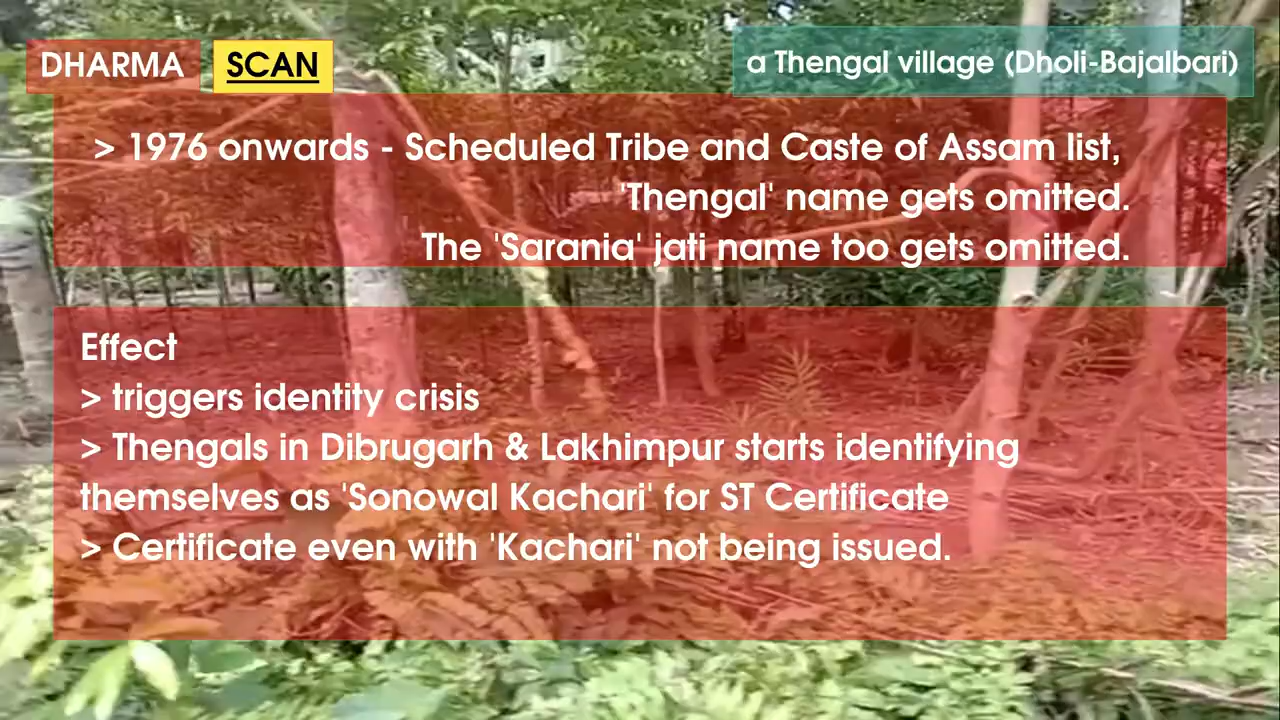 DHARMA SCAN
a Thengal village (Dholi-Bajalbari)
> 1976 onwards - Scheduled Tribe and Caste of Assam list,
'Thengal' name gets omitted.
The 'Sarania' jati name too gets omitted.
Effect
> triggers identity crisis
> Thengals in Dibrugarh & Lakhimpur starts identifying
themselves as 'Sonowal Kachari' for ST Certificate
> Certificate even with 'Kachari' not being issued.